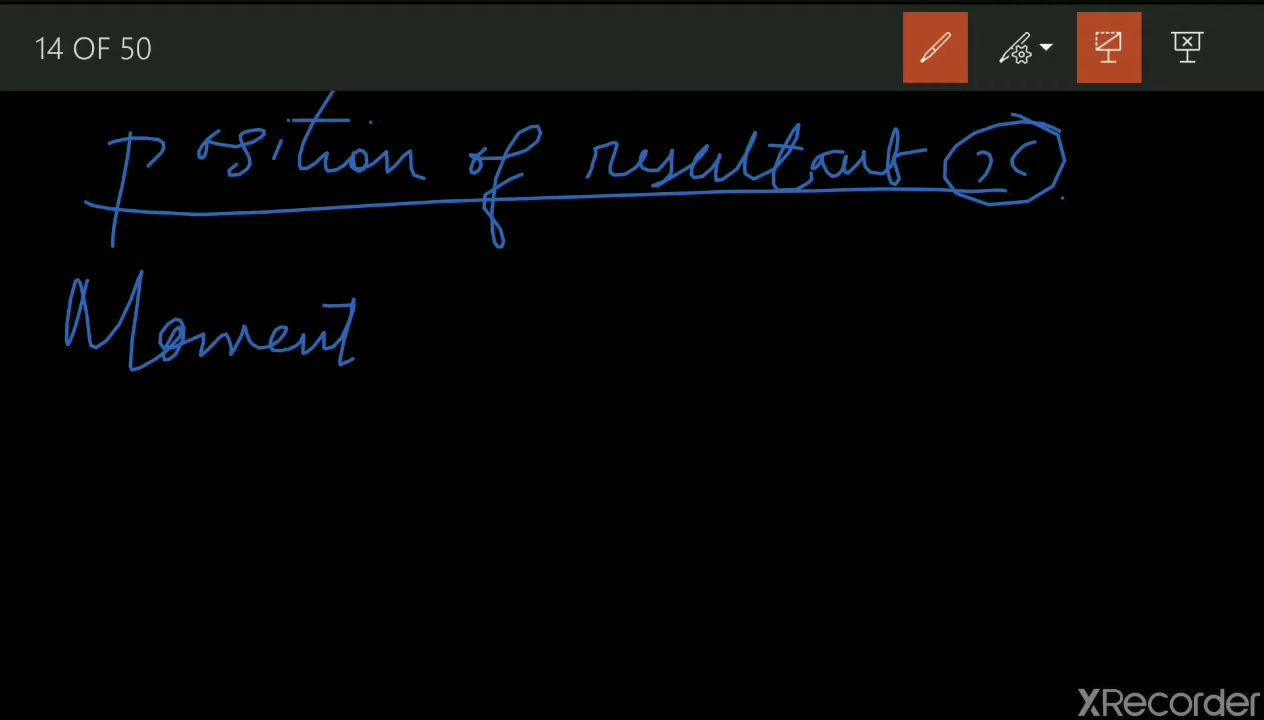 14 OF 50
Position of resultant x
Moment
XRecorder